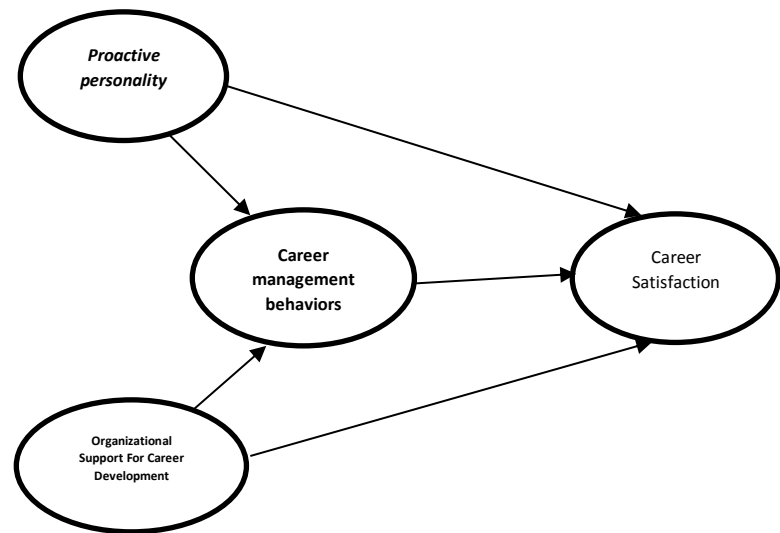 Proactive
personality
Career
management
behaviors
Career
Satisfaction
Organizational
Support For Career
Development